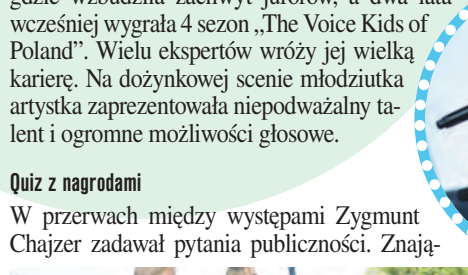 gdzie wzbudziła zachwyt jurorów, a dwa lata
wcześniej wygrała 4 sezon „The Voice Kids of
Poland”. Wielu ekspertów wróży jej wielką
karierę. Na dożynkowej scenie młodziutka
artystka zaprezentowała niepodważalny ta-
lent i ogromne możliwości głosowe.
Quiz z nagrodami
W przerwach między występami Zygmunt
Chajzer zadawał pytania publiczności. Znają-